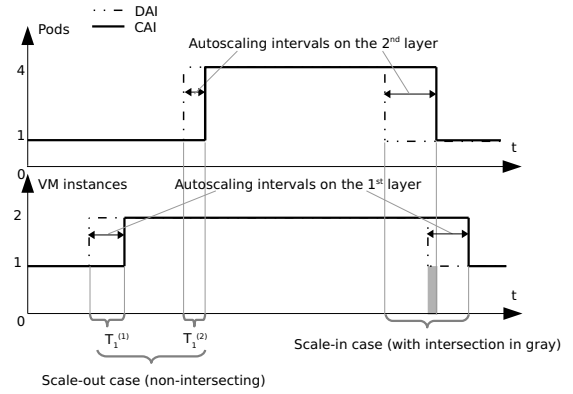 DAI
CAI
Pods
Autoscaling intervals on the 2nd layer
4
1
t
0
VM instances
Autoscaling intervals on the 1st layer
2
1
t
0
T1(1)
T1(2)
Scale-in case (with intersection in gray)
Scale-out case (non-intersecting)